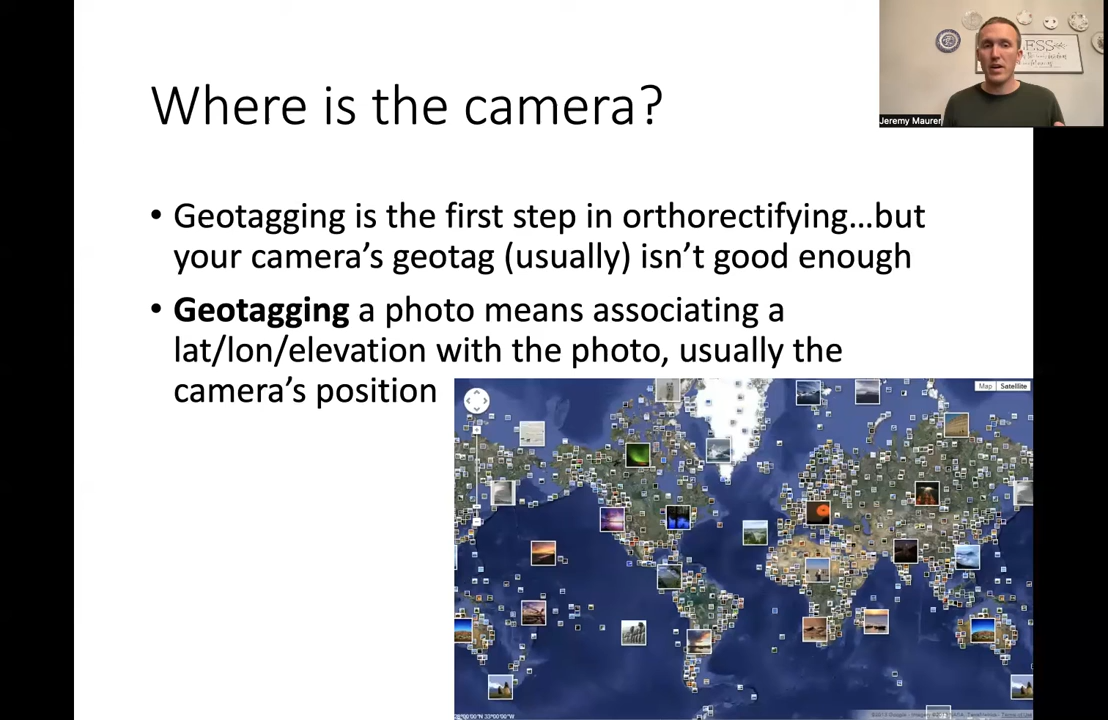 Where is the camera?
Jeremy Maurer
• Geotagging is the first step in orthorectifying...but
your camera's geotag (usually) isn't good enough
• Geotagging a photo means associating a
lat/lon/elevation with the photo, usually the
camera's position
Map
Satellite